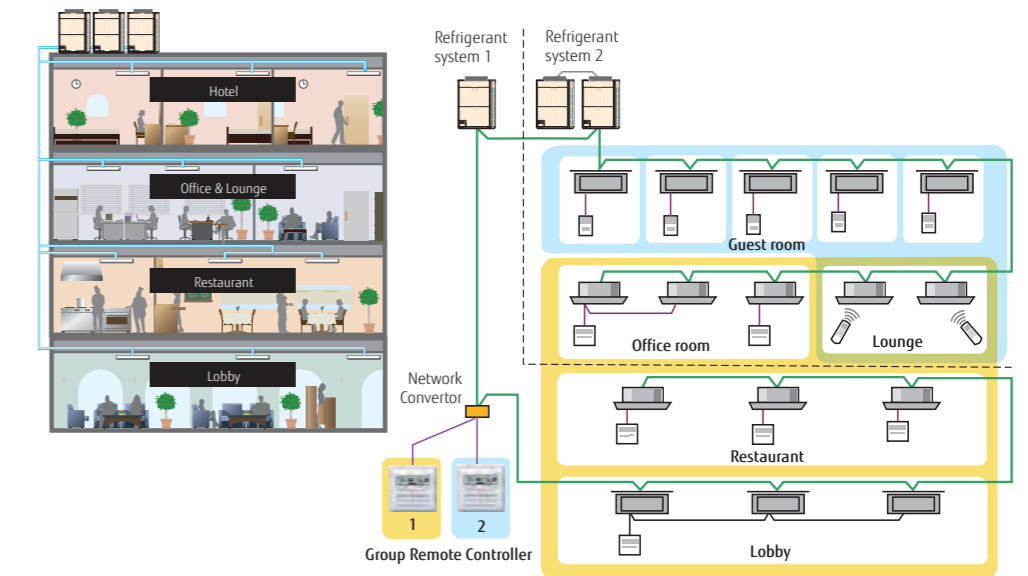 Hotel
Office & Lounge
Restaurant
Lobby
Refrigerant
system 1
Refrigerant
system 2
Guest room
Office room
Lounge
Restaurant
Lobby
Network
Convertor
1
2
Group Remote Controller